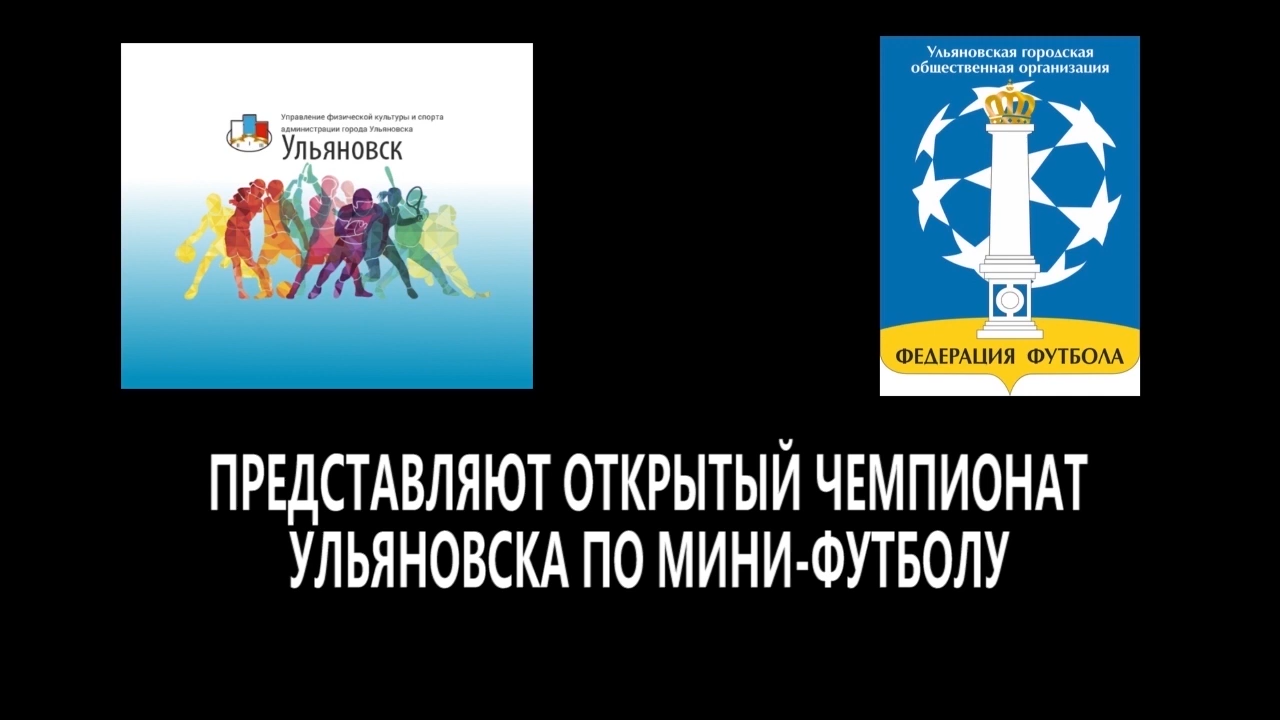 Управление физической культуры и спорта
администрации города Ульяновска
Ульяновск
Ульяновская городская
общественная организация
ФЕДЕРАЦИЯ ФУТБОЛА
ПРЕДСТАВЛЯЮТ ОТКРЫТЫЙ ЧЕМПИОНАТ
УЛЬЯНОВСКА ПО МИНИ-ФУТБОЛУ